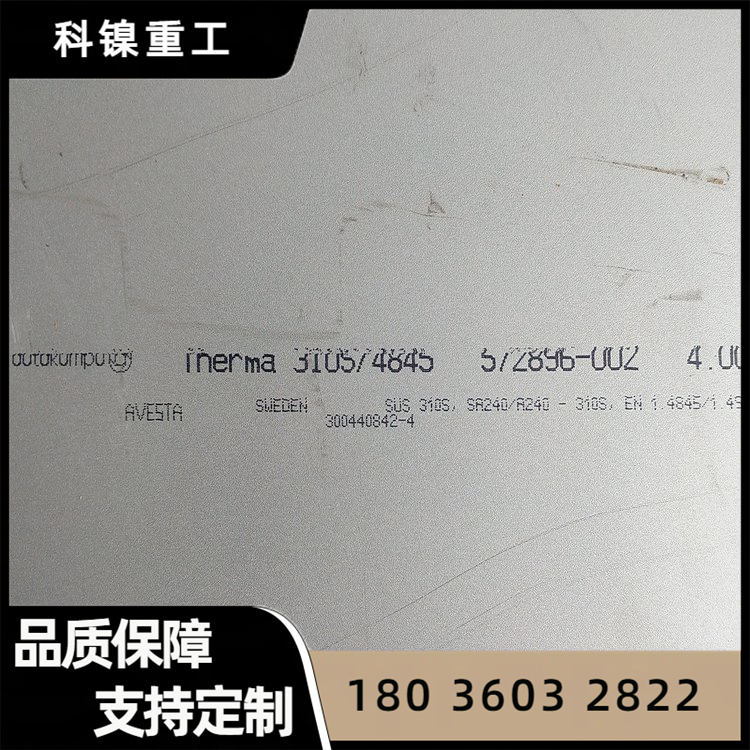 科镍重工
outokumpu
Therma 310S/4845 572896-002 4.00
AVESTA SWEDEN SUS 310S, SA240/A240 - 310S, EN 1.4845/1.49
300440842-4
品质保障
支持定制
180 3603 2822